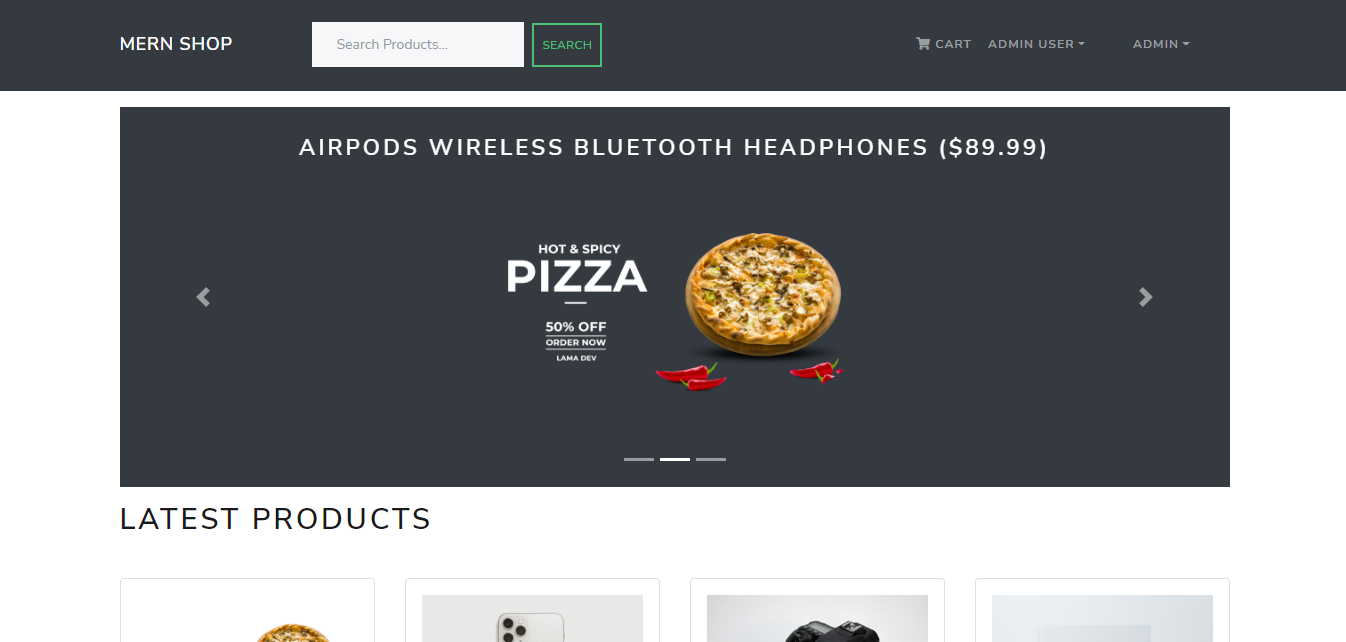 MERN SHOP
Search Products...
SEARCH
CART
ADMIN USER
ADMIN
AIRPODS WIRELESS BLUETOOTH HEADPHONES ($89.99)
HOT & SPICY
PIZZA
50% OFF
ORDER NOW
LAMA DEV
LATEST PRODUCTS